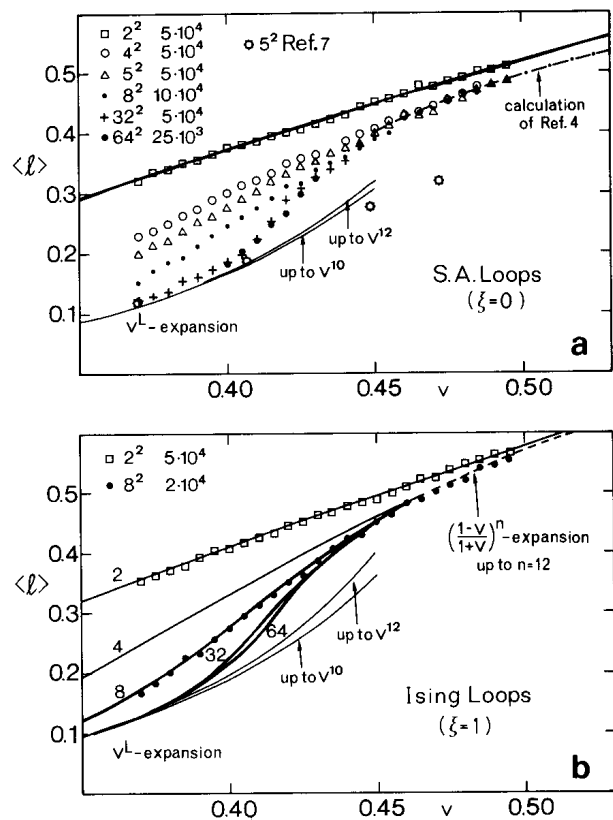 □ 2² 5·10⁴
○ 4² 5·10⁴
△ 5² 5·10⁴
• 8² 10·10⁴
+ 32² 5·10⁴
● 64² 25·10³
5² Ref.7
calculation
of Ref.4
0.5
0.4
<ℓ>
0.3
0.2
0.1
up to V¹²
up to V¹⁰
V^L-expansion
S.A. Loops
(ξ=0)
a
0.40
0.45
v
0.50
□ 2² 5·10⁴
● 8² 2·10⁴
0.5
0.4
<ℓ>
0.3
0.2
0.1
2
4
8
32
64
((1-v)/(1+v))ⁿ-expansion
up to n=12
up to V¹²
up to V¹⁰
V^L-expansion
Ising Loops
(ξ=1)
b
0.40
0.45
v
0.50